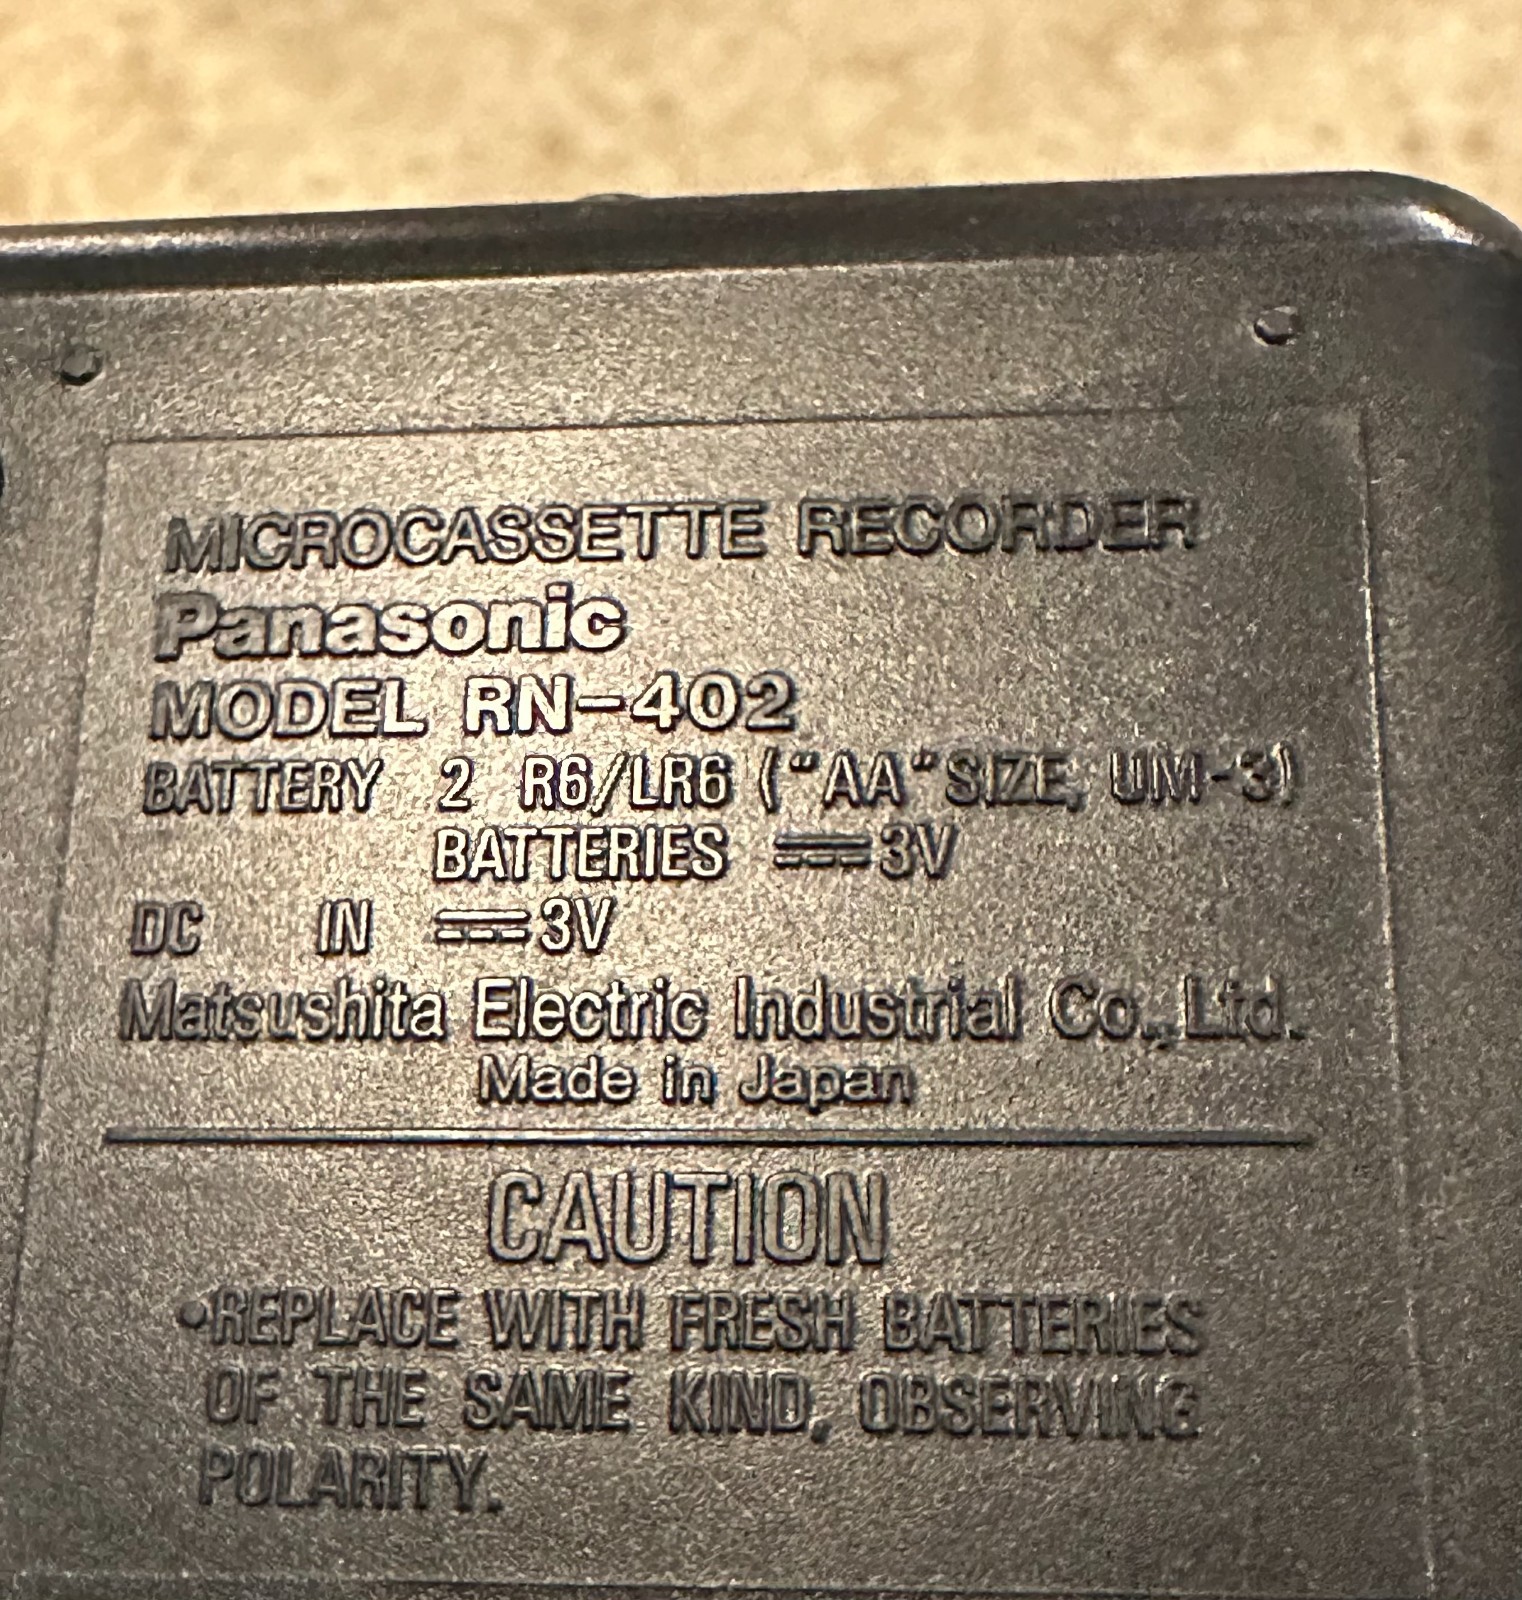 MICROCASSETTE RECORDER
Panasonic
MODEL RN-402
BATTERY 2 R6/LR6 ("AA" SIZE, UM-3)
BATTERIES ⎓3V
DC IN ⎓3V
Matsushita Electric Industrial Co., Ltd.
Made in Japan
CAUTION
•REPLACE WITH FRESH BATTERIES
OF THE SAME KIND, OBSERVING
POLARITY.